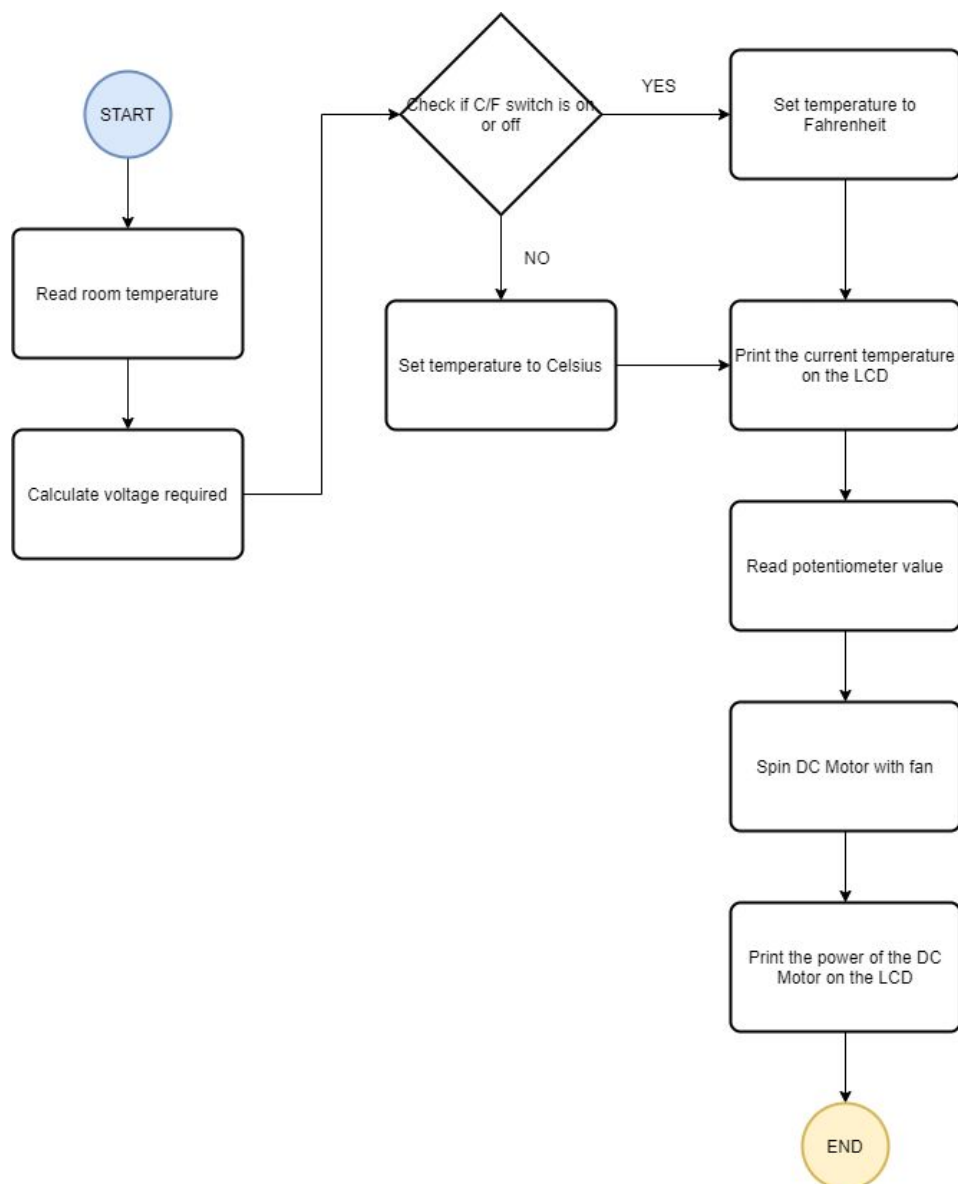 START
Read room temperature
Calculate voltage required
Check if C/F switch is on
or off
YES
Set temperature to
Fahrenheit
NO
Set temperature to Celsius
Print the current temperature
on the LCD
Read potentiometer value
Spin DC Motor with fan
Print the power of the DC
Motor on the LCD
END